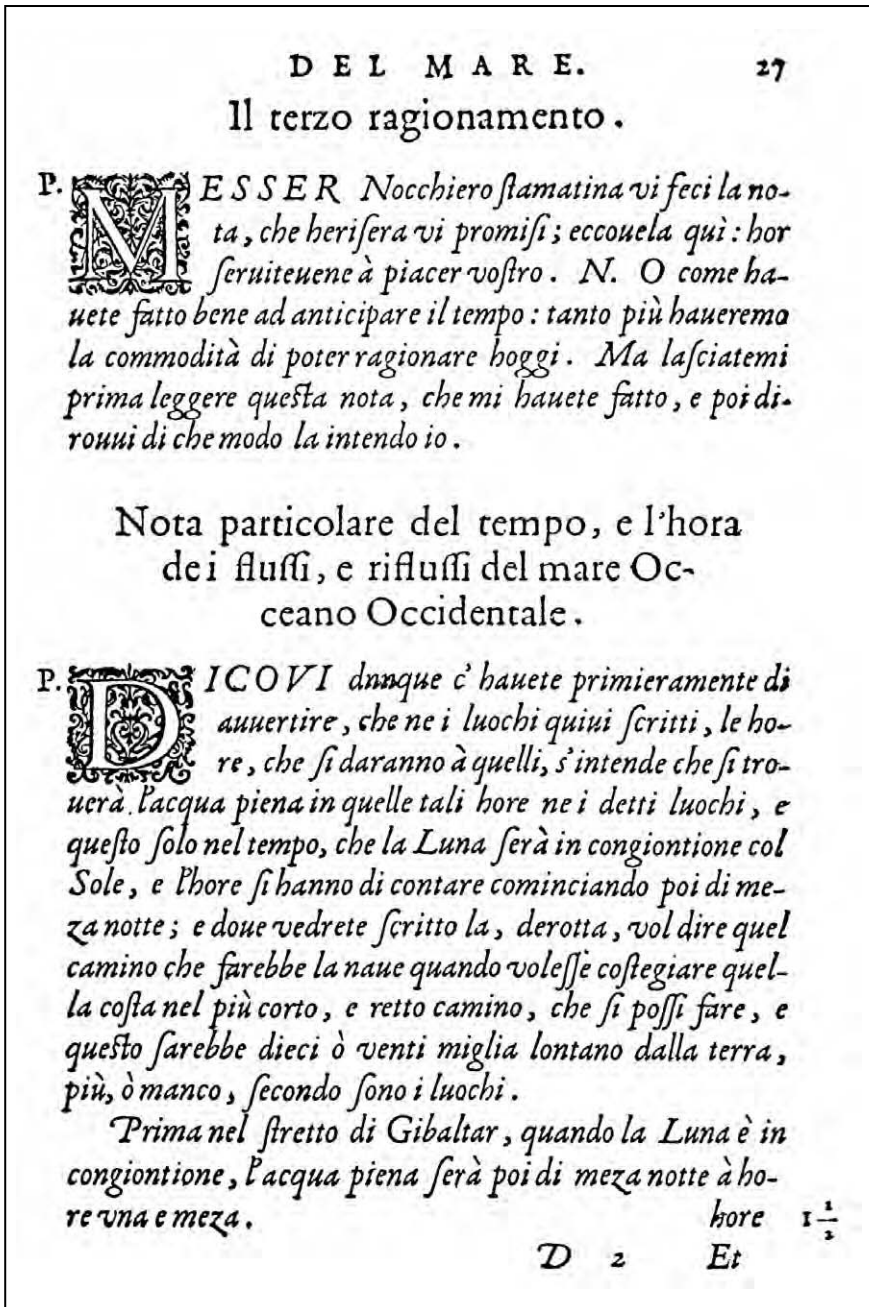 DEL MARE. 27
Il terzo ragionamento.
P. MESSER Nocchiero ſtamatina vi feci la no-
ta, che heriſera vi promiſi; eccouela quì: hor
ſeruiteuene à piacer voſtro. N. O come ha-
uete fatto bene ad anticipare il tempo: tanto più haueremo
la commodità di poter ragionare hoggi. Ma laſciatemi
prima leggere queſta nota, che mi hauete fatto, e poi di-
rouui di che modo la intendo io.
Nota particolare del tempo, e l'hora
de i fluſſi, e rifluſſi del mare Oc-
ceano Occidentale.
P. DICOVI dnnque c'hauete primieramente di
auuertire, che ne i luochi quiui ſcritti, le ho-
re, che ſi daranno à quelli, s'intende che ſi tro-
uerà l'acqua piena in quelle tali hore ne i detti luochi, e
queſto ſolo nel tempo, che la Luna ſerà in congiontione col
Sole, e l'hore ſi hanno di contare cominciando poi di me-
za notte; e doue vedrete ſcritto la, derotta, vol dire quel
camino che farebbe la naue quando voleſſe coſtegiare quel-
la coſta nel più corto, e retto camino, che ſi poſſi fare, e
queſto ſarebbe dieci ò venti miglia lontano dalla terra,
più, ò manco, ſecondo ſono i luochi.
Prima nel ſtretto di Gibaltar, quando la Luna è in
congiontione, l'acqua piena ſerà poi di meza notte à ho-
re vna e meza. hore 1 1/2
D 2 Et